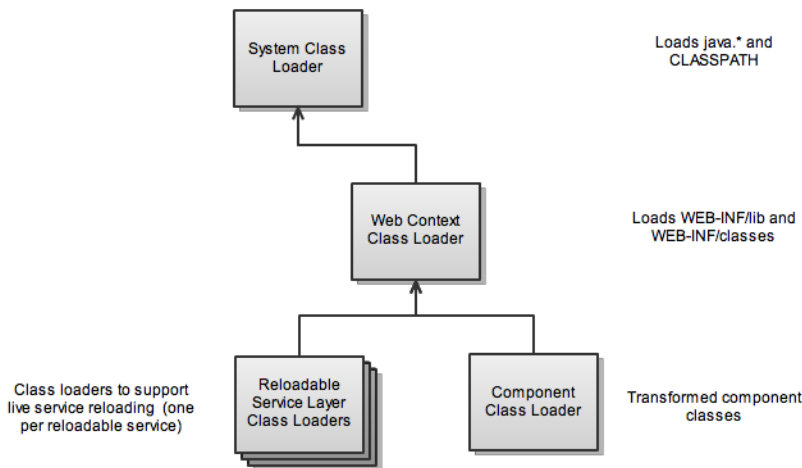 System Class
Loader
Loads java.* and
CLASSPATH
Web Context
Class Loader
Loads WEB-INF/lib and
WEB-INF/classes
Class loaders to support
live service reloading (one
per reloadable service)
Reloadable
Service Layer
Class Loaders
Component
Class Loader
Transformed component
classes